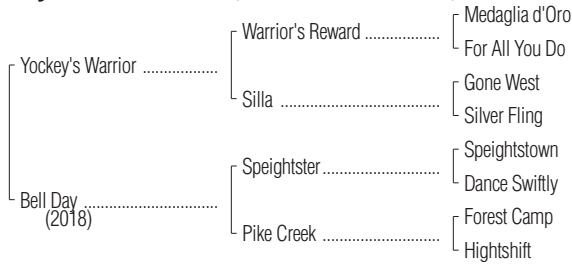 Medaglia d'Oro
Warrior's Reward ..................
For All You Do
Yockey's Warrior ..................
Gone West
Silla ......................................
Silver Fling
Speightstown
Speightster............................
Dance Swiftly
Bell Day ................................
(2018)
Forest Camp
Pike Creek ............................
Hightshift